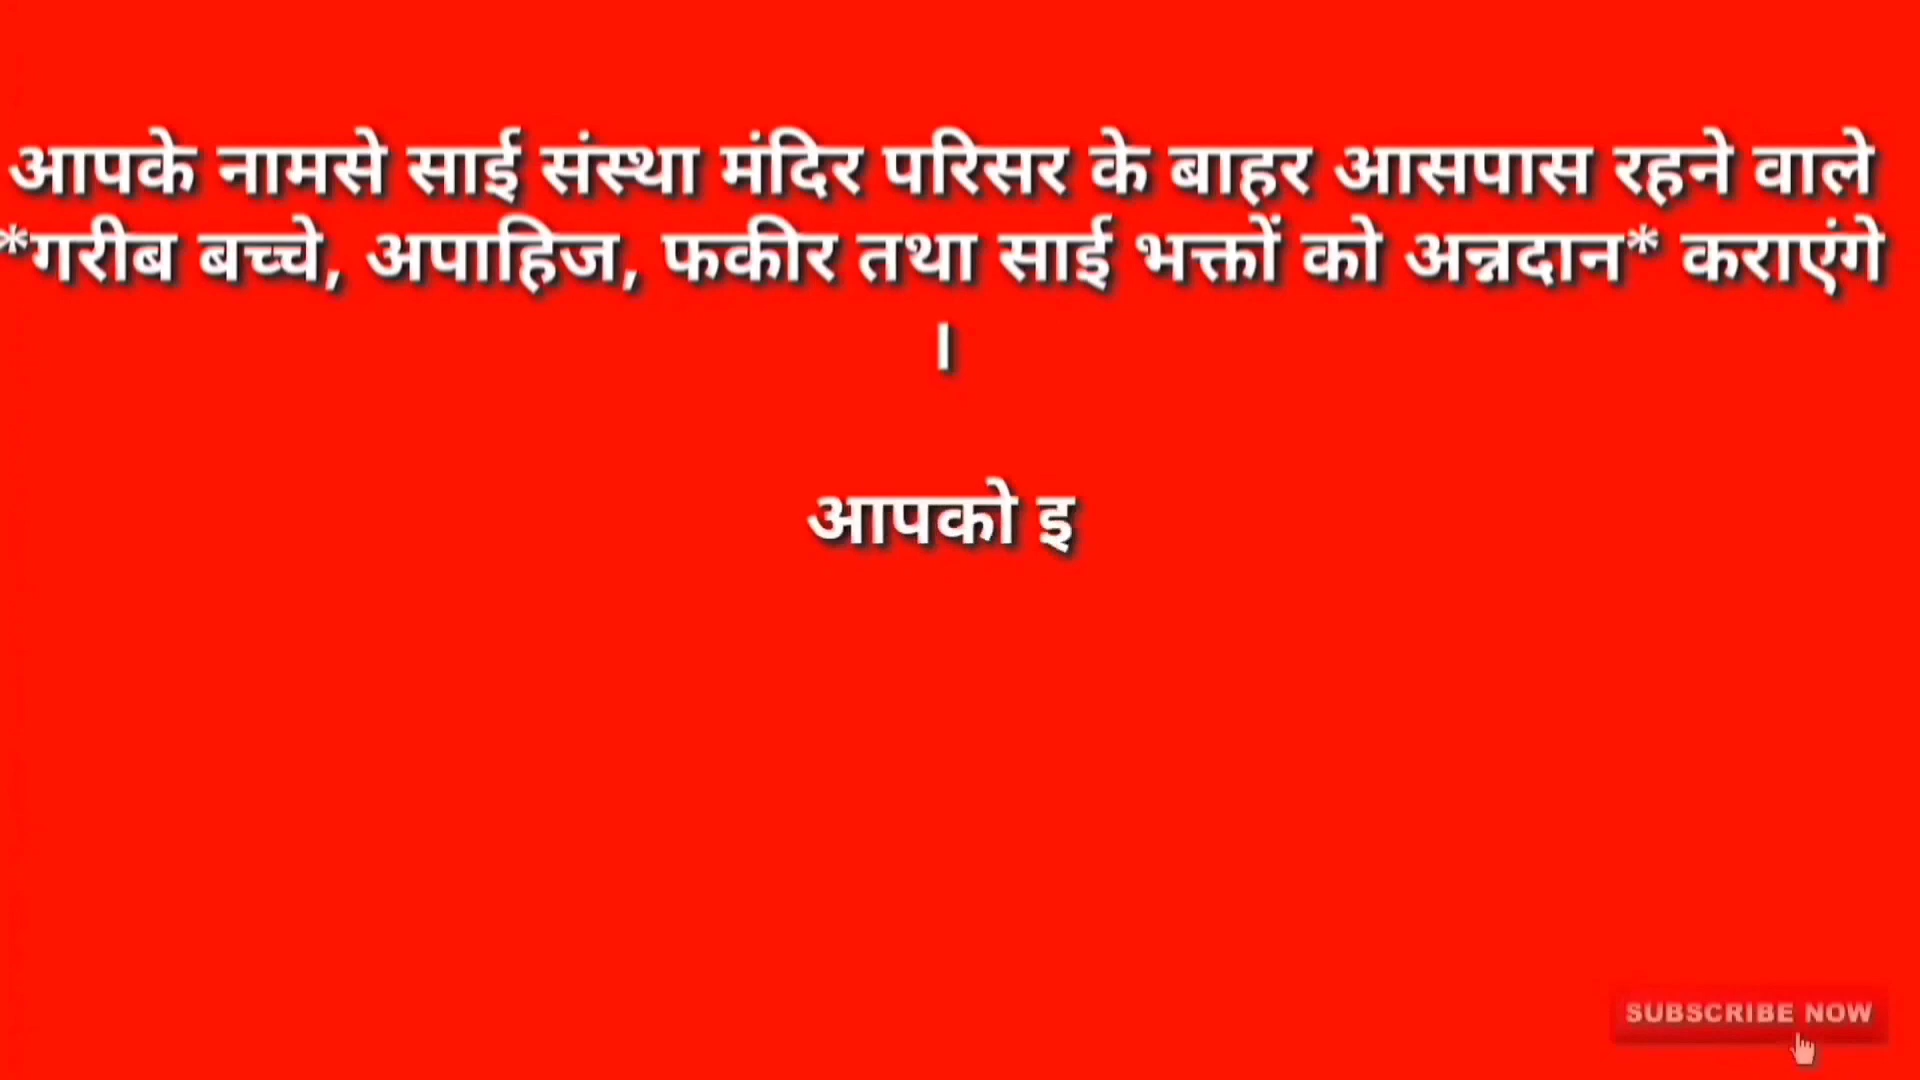 आपके नामसे साई संस्था मंदिर परिसर के बाहर आसपास रहने वाले
*गरीब बच्चे, अपाहिज, फकीर तथा साई भक्तों को अन्नदान* कराएंगे
।
आपको इ
SUBSCRIBE NOW